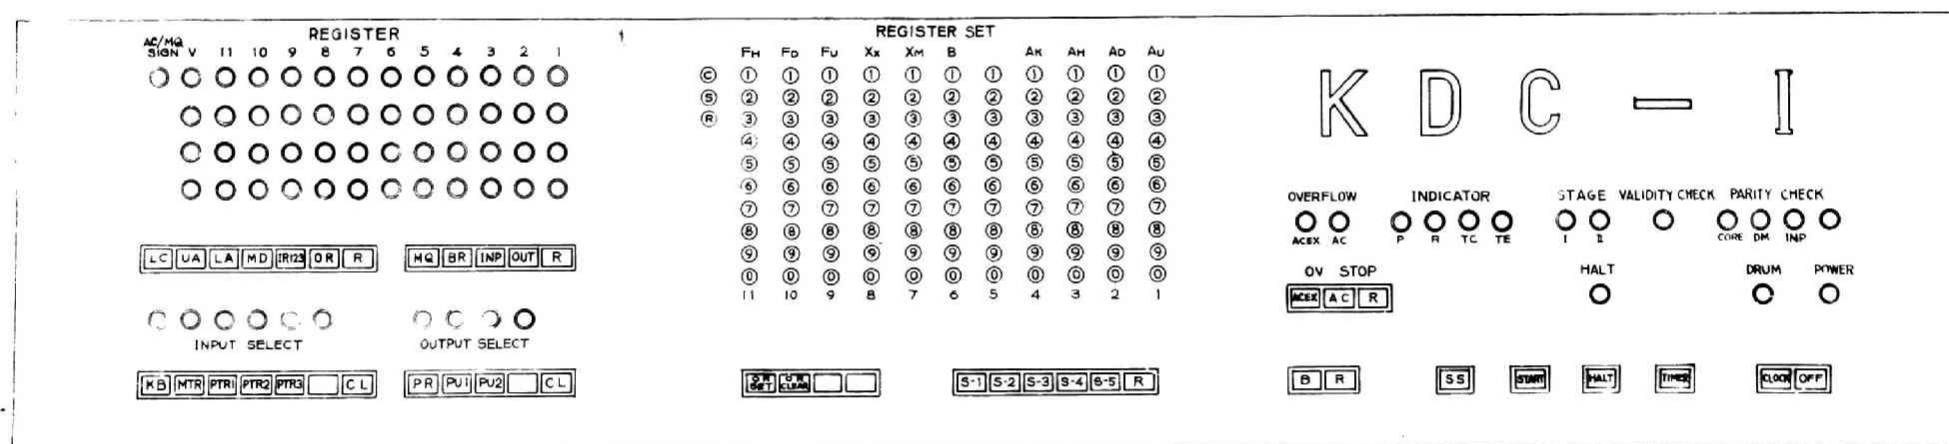 REGISTER
AC/MQ
SIGN V 11 10 9 8 7 6 5 4 3 2 1
LC UA LA MD IR123 OR R
MQ BR INP OUT R
INPUT SELECT
OUTPUT SELECT
KB MTR PTR1 PTR2 PTR3 CL
PR PU1 PU2 CL
REGISTER SET
FH FD FU XX XM B AK AH AD AU
C 1 1 1 1 1 1 1 1 1 1 1
S 2 2 2 2 2 2 2 2 2 2 2
R 3 3 3 3 3 3 3 3 3 3 3
4 4 4 4 4 4 4 4 4 4 4
5 5 5 5 5 5 5 5 5 5 5
6 6 6 6 6 6 6 6 6 6 6
7 7 7 7 7 7 7 7 7 7 7
8 8 8 8 8 8 8 8 8 8 8
9 9 9 9 9 9 9 9 9 9 9
0 0 0 0 0 0 0 0 0 0 0
11 10 9 8 7 6 5 4 3 2 1
OR SET OR CLEAR
S-1 S-2 S-3 S-4 S-5 R
KDC-I
OVERFLOW INDICATOR STAGE VALIDITY CHECK PARITY CHECK
ACEX AC P R TC TE I II CORE DM INP
OV STOP HALT DRUM POWER
ACEX AC R
B R SS START HALT TIMER CLOCK OFF